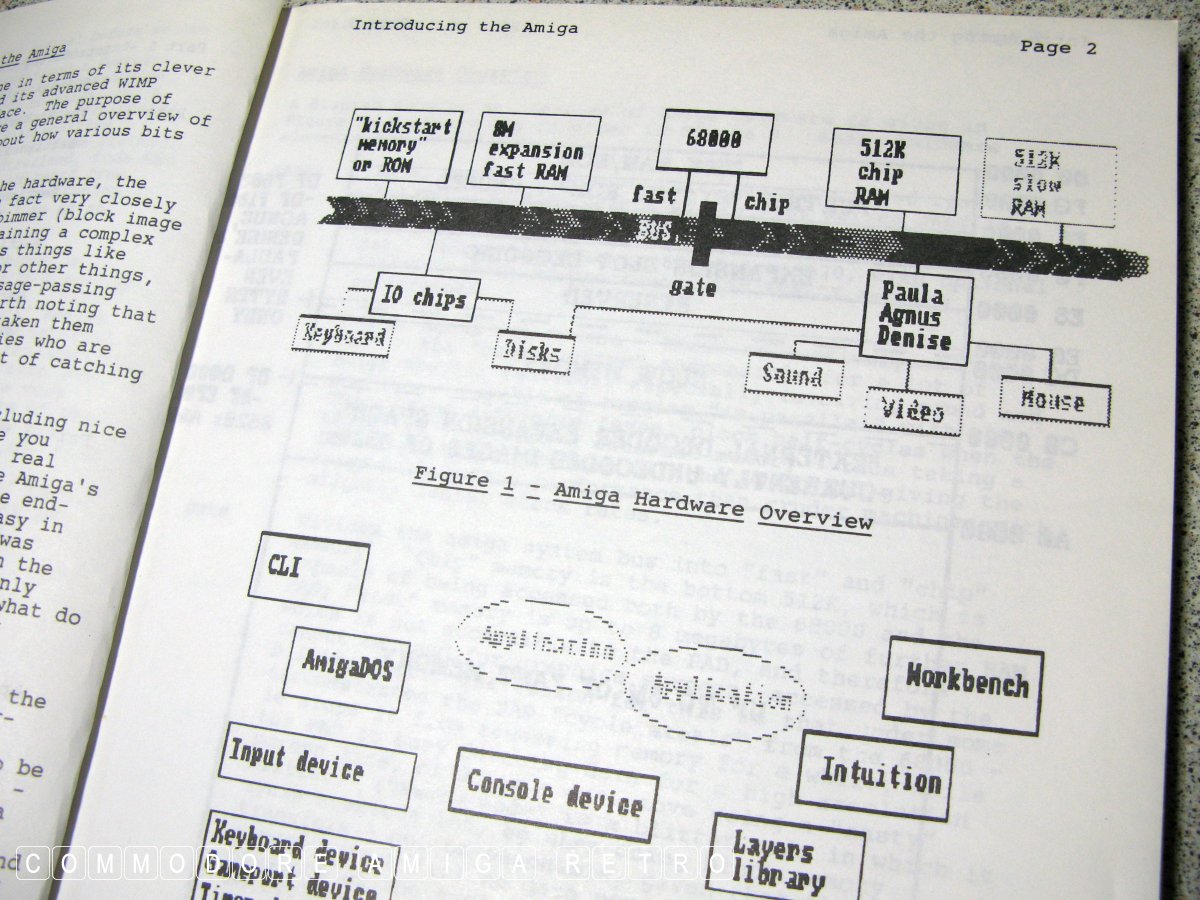 the Amiga
ne in terms of its clever
d its advanced WIMP
ace. The purpose of
e a general overview of
bout how various bits
he hardware, the
fact very closely
immer (block image
aining a complex
s things like
or other things,
sage-passing
rth noting that
taken them
ies who are
t of catching
cluding nice
e you
real
e Amiga's
e end-
asy in
was
n the
nly
what do
the
be
nd
Introducing the Amiga
Page 2
"kickstart
memory"
or ROM
8M
expansion
fast RAM
68000
512K
chip
RAM
512K
slow
RAM
fast
chip
BUS
gate
IO chips
Paula
Agnus
Denise
Keyboard
Disks
Sound
Video
Mouse
Figure 1 - Amiga Hardware Overview
CLI
Application
AmigaDOS
Application
Workbench
Input device
Console device
Intuition
Keyboard device
Gameport device
Layers
library
COMMODORE AMIGA RETRO